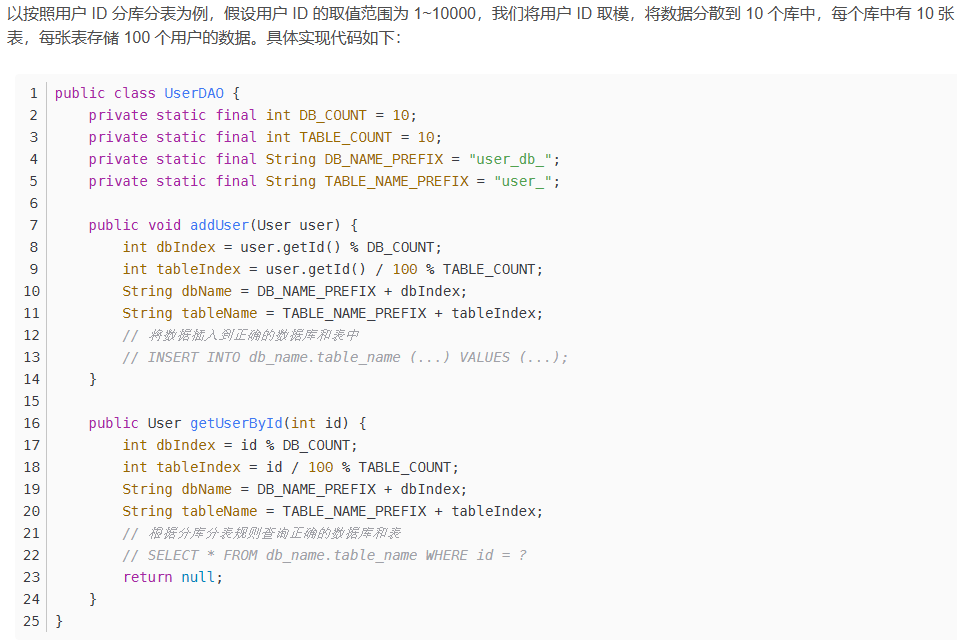 以按照用户 ID 分库分表为例，假设用户 ID 的取值范围为 1~10000，我们将用户 ID 取模，将数据分散到 10 个库中，每个库中有 10 张
表，每张表存储 100 个用户的数据。具体实现代码如下：
1 public class UserDAO {
2     private static final int DB_COUNT = 10;
3     private static final int TABLE_COUNT = 10;
4     private static final String DB_NAME_PREFIX = "user_db_";
5     private static final String TABLE_NAME_PREFIX = "user_";
6
7     public void addUser(User user) {
8         int dbIndex = user.getId() % DB_COUNT;
9         int tableIndex = user.getId() / 100 % TABLE_COUNT;
10         String dbName = DB_NAME_PREFIX + dbIndex;
11         String tableName = TABLE_NAME_PREFIX + tableIndex;
12         // 将数据插入到正确的数据库和表中
13         // INSERT INTO db_name.table_name (...) VALUES (...);
14     }
15
16     public User getUserById(int id) {
17         int dbIndex = id % DB_COUNT;
18         int tableIndex = id / 100 % TABLE_COUNT;
19         String dbName = DB_NAME_PREFIX + dbIndex;
20         String tableName = TABLE_NAME_PREFIX + tableIndex;
21         // 根据分库分表规则查询正确的数据库和表
22         // SELECT * FROM db_name.table_name WHERE id = ?
23         return null;
24     }
25 }